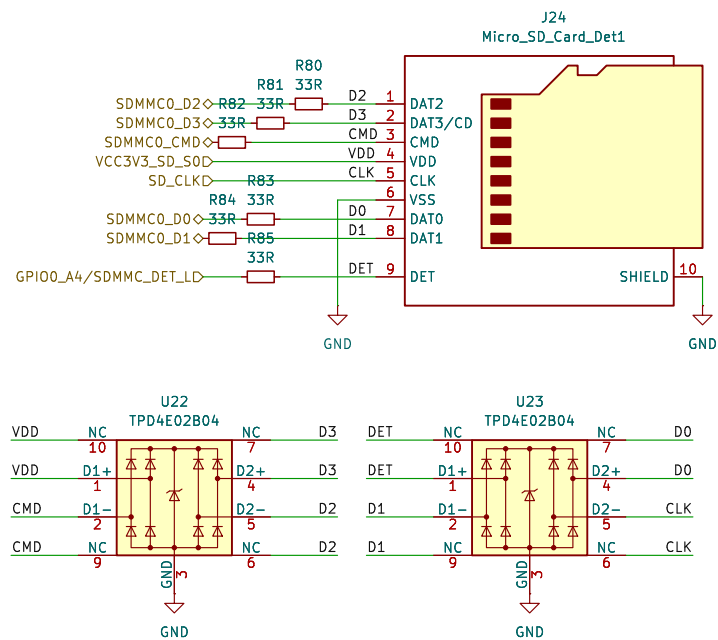 J24
Micro_SD_Card_Det1
R80
33R
R81
33R
R82
33R
SDMMC0_D2 D2 1 DAT2
SDMMC0_D3 D3 2 DAT3/CD
SDMMC0_CMD CMD 3 CMD
VCC3V3_SD_S0 VDD 4 VDD
SD_CLK CLK 5 CLK
R83
33R
6 VSS
R84
33R
SDMMC0_D0 D0 7 DAT0
SDMMC0_D1 D1 8 DAT1
R85
33R
GPIO0_A4/SDMMC_DET_L DET 9 DET
SHIELD 10
GND
GND
U22
TPD4E02B04
VDD NC 10 NC 7 D3
VDD D1+ 1 D2+ 4 D3
CMD D1- 2 D2- 5 D2
CMD NC 9 NC 6 D2
GND 3
GND
U23
TPD4E02B04
DET NC 10 NC 7 D0
DET D1+ 1 D2+ 4 D0
D1 D1- 2 D2- 5 CLK
D1 NC 9 NC 6 CLK
GND 3
GND